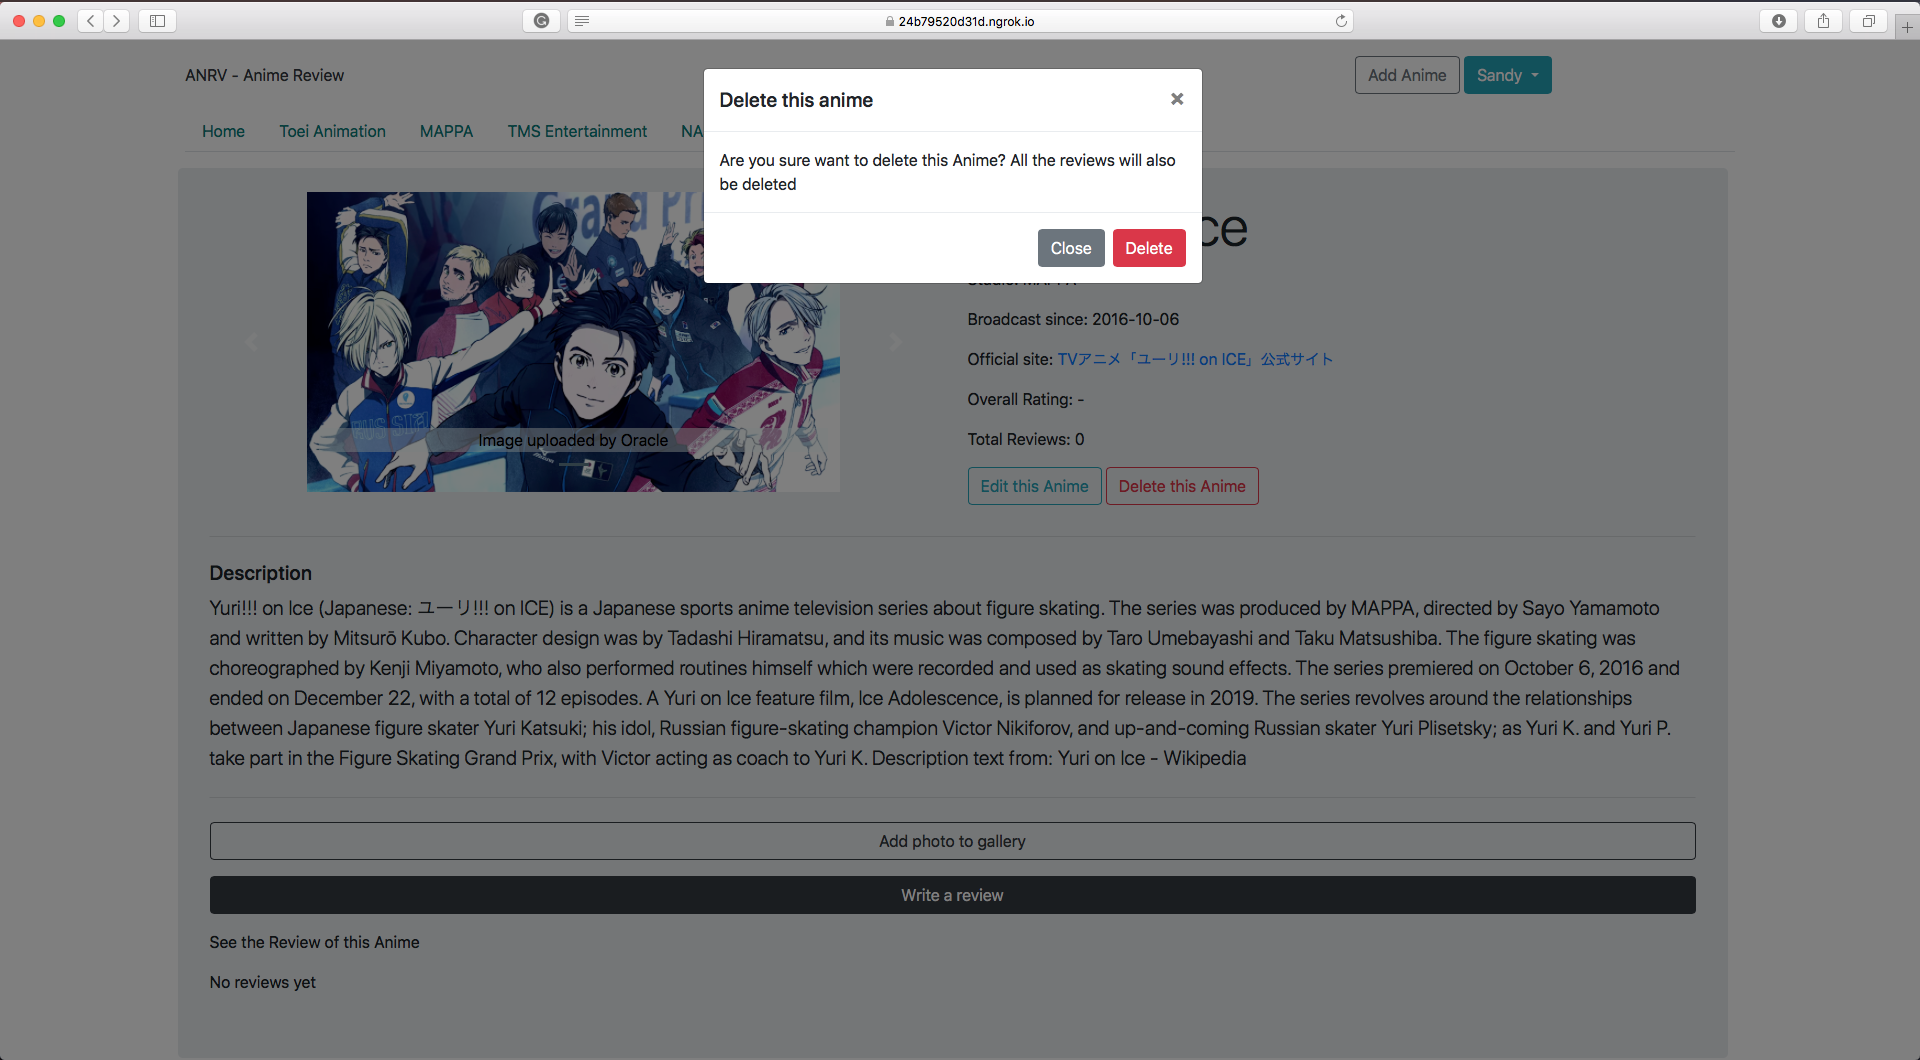 24b79520d31d.ngrok.io
ANRV - Anime Review
Add Anime
Sandy
Home Toei Animation MAPPA TMS Entertainment NA
Delete this anime
×
Are you sure want to delete this Anime? All the reviews will also
be deleted
Close Delete
Grand Pri
ce
Broadcast since: 2016-10-06
Official site: TVアニメ「ユーリ!!! on ICE」公式サイト
Overall Rating: -
Total Reviews: 0
Edit this Anime Delete this Anime
Image uploaded by Oracle
Description
Yuri!!! on Ice (Japanese: ユーリ!!! on ICE) is a Japanese sports anime television series about figure skating. The series was produced by MAPPA, directed by Sayo Yamamoto
and written by Mitsurō Kubo. Character design was by Tadashi Hiramatsu, and its music was composed by Taro Umebayashi and Taku Matsushiba. The figure skating was
choreographed by Kenji Miyamoto, who also performed routines himself which were recorded and used as skating sound effects. The series premiered on October 6, 2016 and
ended on December 22, with a total of 12 episodes. A Yuri on Ice feature film, Ice Adolescence, is planned for release in 2019. The series revolves around the relationships
between Japanese figure skater Yuri Katsuki; his idol, Russian figure-skating champion Victor Nikiforov, and up-and-coming Russian skater Yuri Plisetsky; as Yuri K. and Yuri P.
take part in the Figure Skating Grand Prix, with Victor acting as coach to Yuri K. Description text from: Yuri on Ice - Wikipedia
Add photo to gallery
Write a review
See the Review of this Anime
No reviews yet